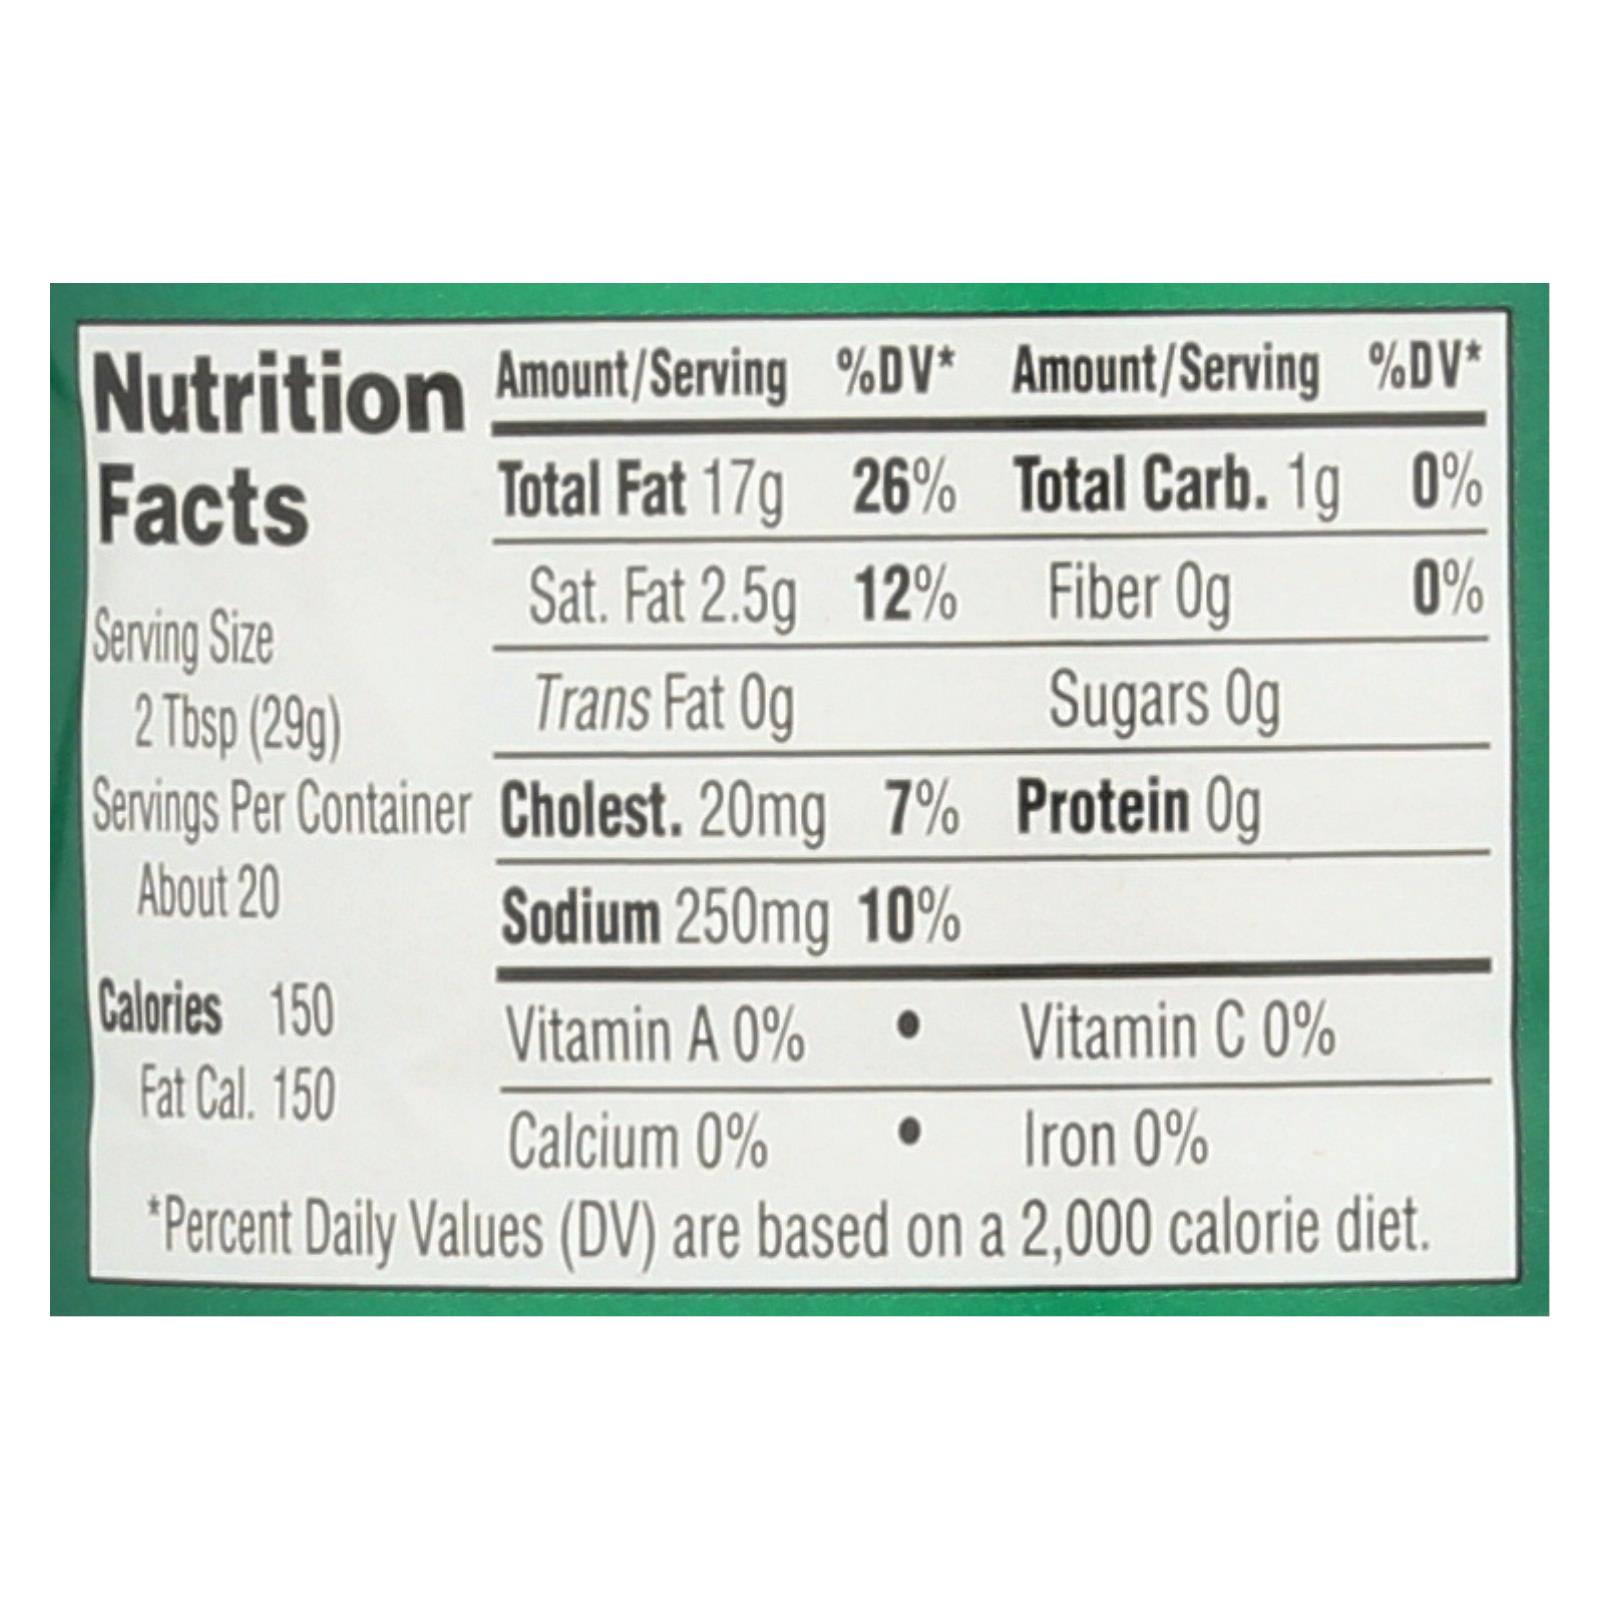 Nutrition
Facts
Serving Size
2 Tbsp (29g)
Servings Per Container
About 20
Calories 150
Fat Cal. 150
Amount/Serving %DV* Amount/Serving %DV*
Total Fat 17g 26% Total Carb. 1g 0%
Sat. Fat 2.5g 12% Fiber 0g 0%
Trans Fat 0g Sugars 0g
Cholest. 20mg 7% Protein 0g
Sodium 250mg 10%
Vitamin A 0% • Vitamin C 0%
Calcium 0% • Iron 0%
*Percent Daily Values (DV) are based on a 2,000 calorie diet.